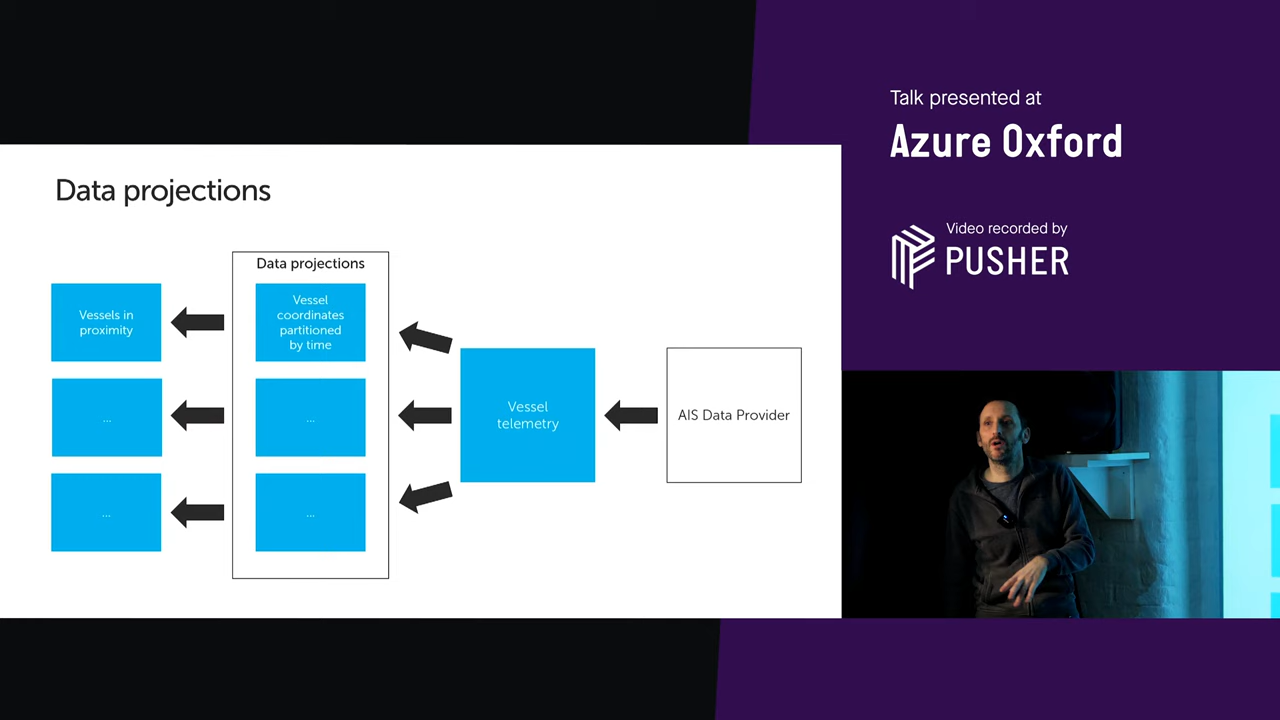 Talk presented at
Azure Oxford
Video recorded by
PUSHER
Data projections
Data projections
Vessels in
proximity
Vessel
coordinates
partitioned
by time
Vessel
telemetry
AIS Data Provider
...
...
...
...